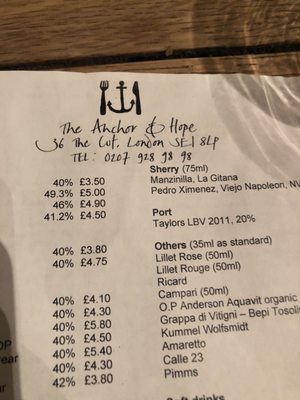 The Anchor & Hope
36 The Cut, London SE1 8LP
TEL: 0207 928 98 98
40% £3.50
49.3% £5.00
46% £4.90
41.2% £4.50
40% £3.80
40% £4.75
40% £4.10
40% £4.30
40% £5.80
40% £4.50
40% £5.40
40% £4.30
42% £3.80
Sherry (75ml)
Manzinilla, La Gitana
Pedro Ximenez, Viejo Napoleon, NV
Port
Taylors LBV 2011, 20%
Others (35ml as standard)
Lillet Rose (50ml)
Lillet Rouge (50ml)
Ricard
Campari (50ml)
O.P Anderson Aquavit organic
Grappa di Vitigni – Bepi Tosolin
Kummel Wolfsmidt
Amaretto
Calle 23
Pimms